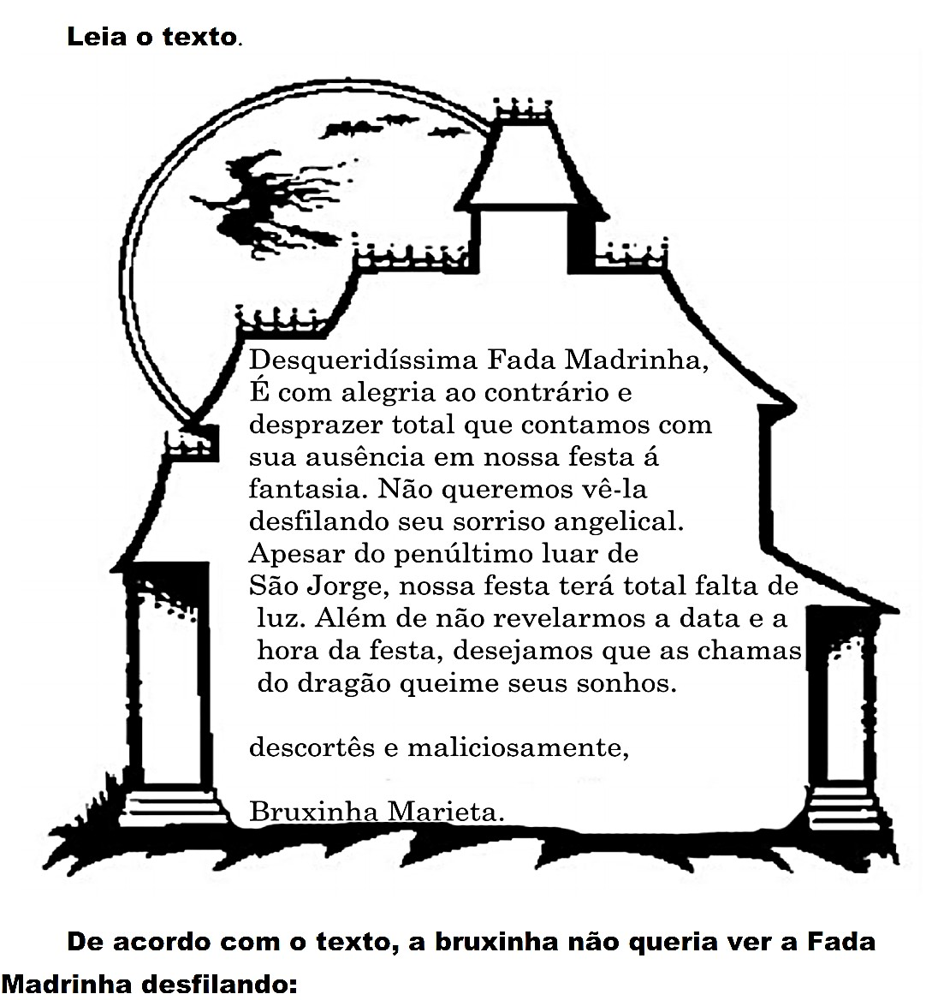 Leia o texto.
Desqueridíssima Fada Madrinha,
É com alegria ao contrário e
desprazer total que contamos com
sua ausência em nossa festa á
fantasia. Não queremos vê-la
desfilando seu sorriso angelical.
Apesar do penúltimo luar de
São Jorge, nossa festa terá total falta de
luz. Além de não revelarmos a data e a
hora da festa, desejamos que as chamas
do dragão queime seus sonhos.
descortês e maliciosamente,
Bruxinha Marieta.
De acordo com o texto, a bruxinha não queria ver a Fada
Madrinha desfilando: